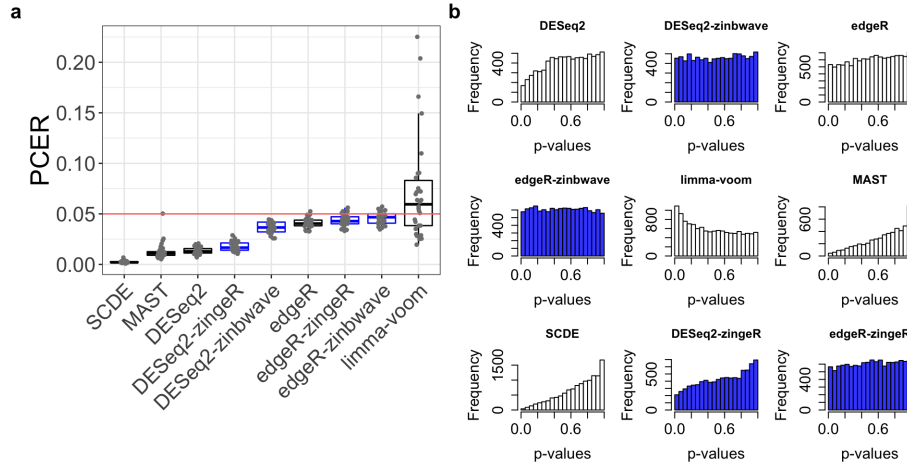 a
PCER
0.20
0.15
0.10
0.05
0.00
SCDE
MAST
DESeq2
DESeq2-zingeR
DESeq2-zinbwave
edgeR
edgeR-zingeR
edgeR-zinbwave
limma-voom
b
DESeq2
Frequency
400
0
0.0 0.6
p-values
DESeq2-zinbwave
Frequency
400
0
0.0 0.6
p-values
edgeR
Frequency
500
0
0.0 0.6
p-values
edgeR-zinbwave
Frequency
400
0
0.0 0.6
p-values
limma-voom
Frequency
800
0
0.0 0.6
p-values
MAST
Frequency
800
0
0.0 0.6
p-values
SCDE
Frequency
1500
0
0.0 0.6
p-values
DESeq2-zingeR
Frequency
500
0
0.0 0.6
p-values
edgeR-zingeR
Frequency
400
0
0.0 0.6
p-values